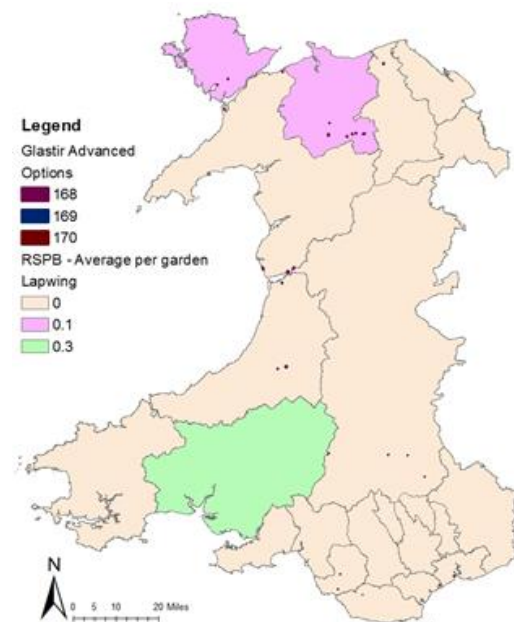 Legend
Glastir Advanced
Options
168
169
170
RSPB - Average per garden
Lapwing
0
0.1
0.3
N
0 5 10 20 Miles